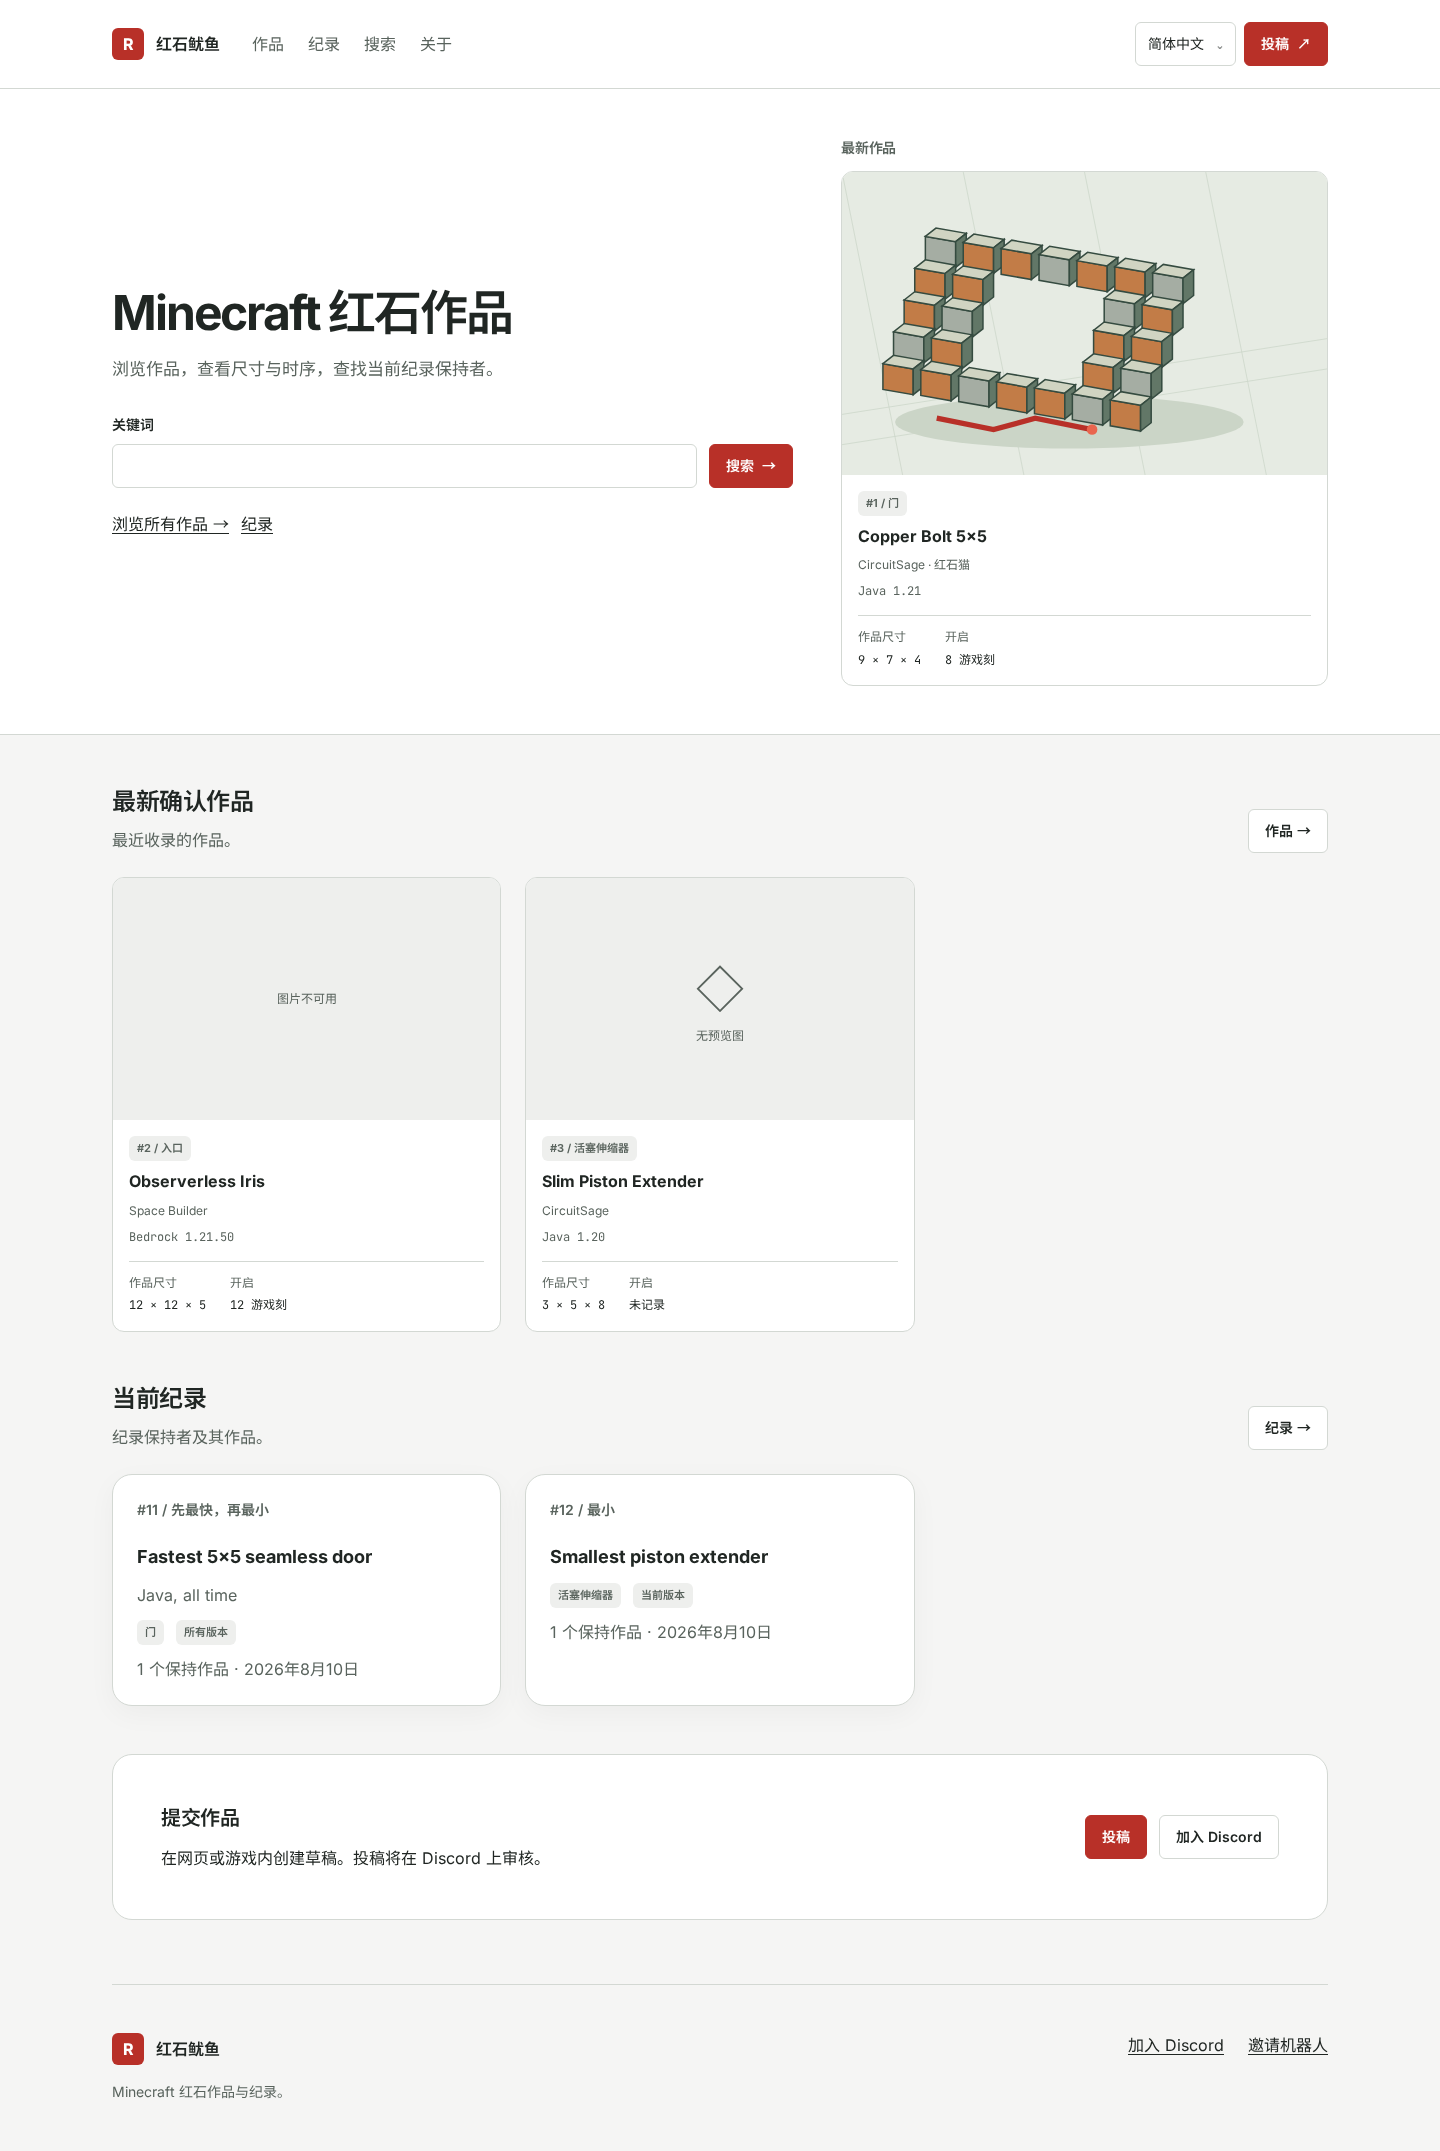 R 红石鱿鱼 作品 纪录 搜索 关于 简体中文 投稿 ↗
最新作品
Minecraft 红石作品
浏览作品，查看尺寸与时序，查找当前纪录保持者。
关键词
搜索 →
浏览所有作品 → 纪录
#1 / 门
Copper Bolt 5×5
CircuitSage · 红石猫
Java 1.21
作品尺寸 开启
9 × 7 × 4 8 游戏刻
最新确认作品
最近收录的作品。
作品 →
图片不可用
无预览图
#2 / 入口
Observerless Iris
Space Builder
Bedrock 1.21.50
作品尺寸 开启
12 × 12 × 5 12 游戏刻
#3 / 活塞伸缩器
Slim Piston Extender
CircuitSage
Java 1.20
作品尺寸 开启
3 × 5 × 8 未记录
当前纪录
纪录保持者及其作品。
纪录 →
#11 / 先最快，再最小
Fastest 5×5 seamless door
Java, all time
门 所有版本
1 个保持作品 · 2026年8月10日
#12 / 最小
Smallest piston extender
活塞伸缩器 当前版本
1 个保持作品 · 2026年8月10日
提交作品
在网页或游戏内创建草稿。投稿将在 Discord 上审核。
投稿 加入 Discord
R 红石鱿鱼
Minecraft 红石作品与纪录。
加入 Discord 邀请机器人